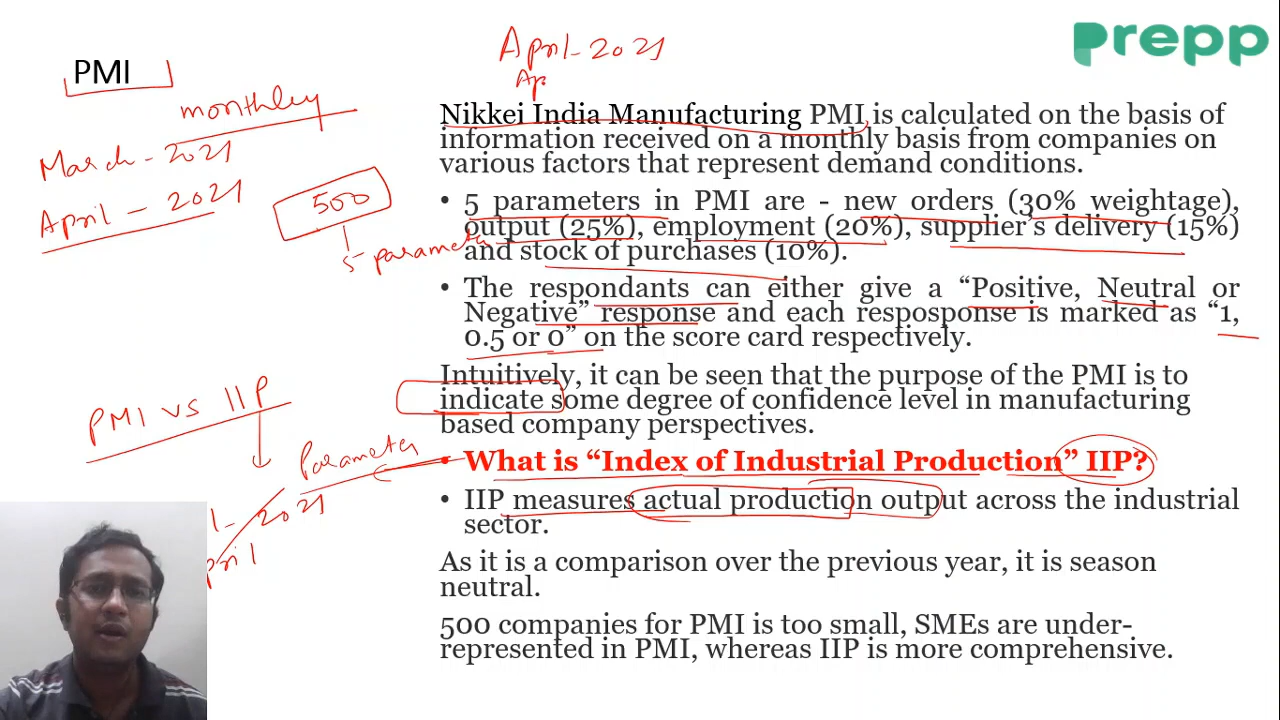 PMI
monthley
March - 2021
April - 2021
500
5 parameter
April - 2021
Ap
prepp
Nikkei India Manufacturing PMI is calculated on the basis of
information received on a monthly basis from companies on
various factors that represent demand conditions.
• 5 parameters in PMI are - new orders (30% weightage),
output (25%), employment (20%), supplier's delivery (15%)
and stock of purchases (10%).
• The respondants can either give a “Positive, Neutral or
Negative” response and each resposponse is marked as “1,
0.5 or 0” on the score card respectively.
Intuitively, it can be seen that the purpose of the PMI is to
indicate some degree of confidence level in manufacturing
based company perspectives.
PMI vs IIP
Parameter
• What is “Index of Industrial Production” IIP?
• IIP measures actual production output across the industrial
sector.
l - 2021
pril
As it is a comparison over the previous year, it is season
neutral.
500 companies for PMI is too small, SMEs are under-
represented in PMI, whereas IIP is more comprehensive.